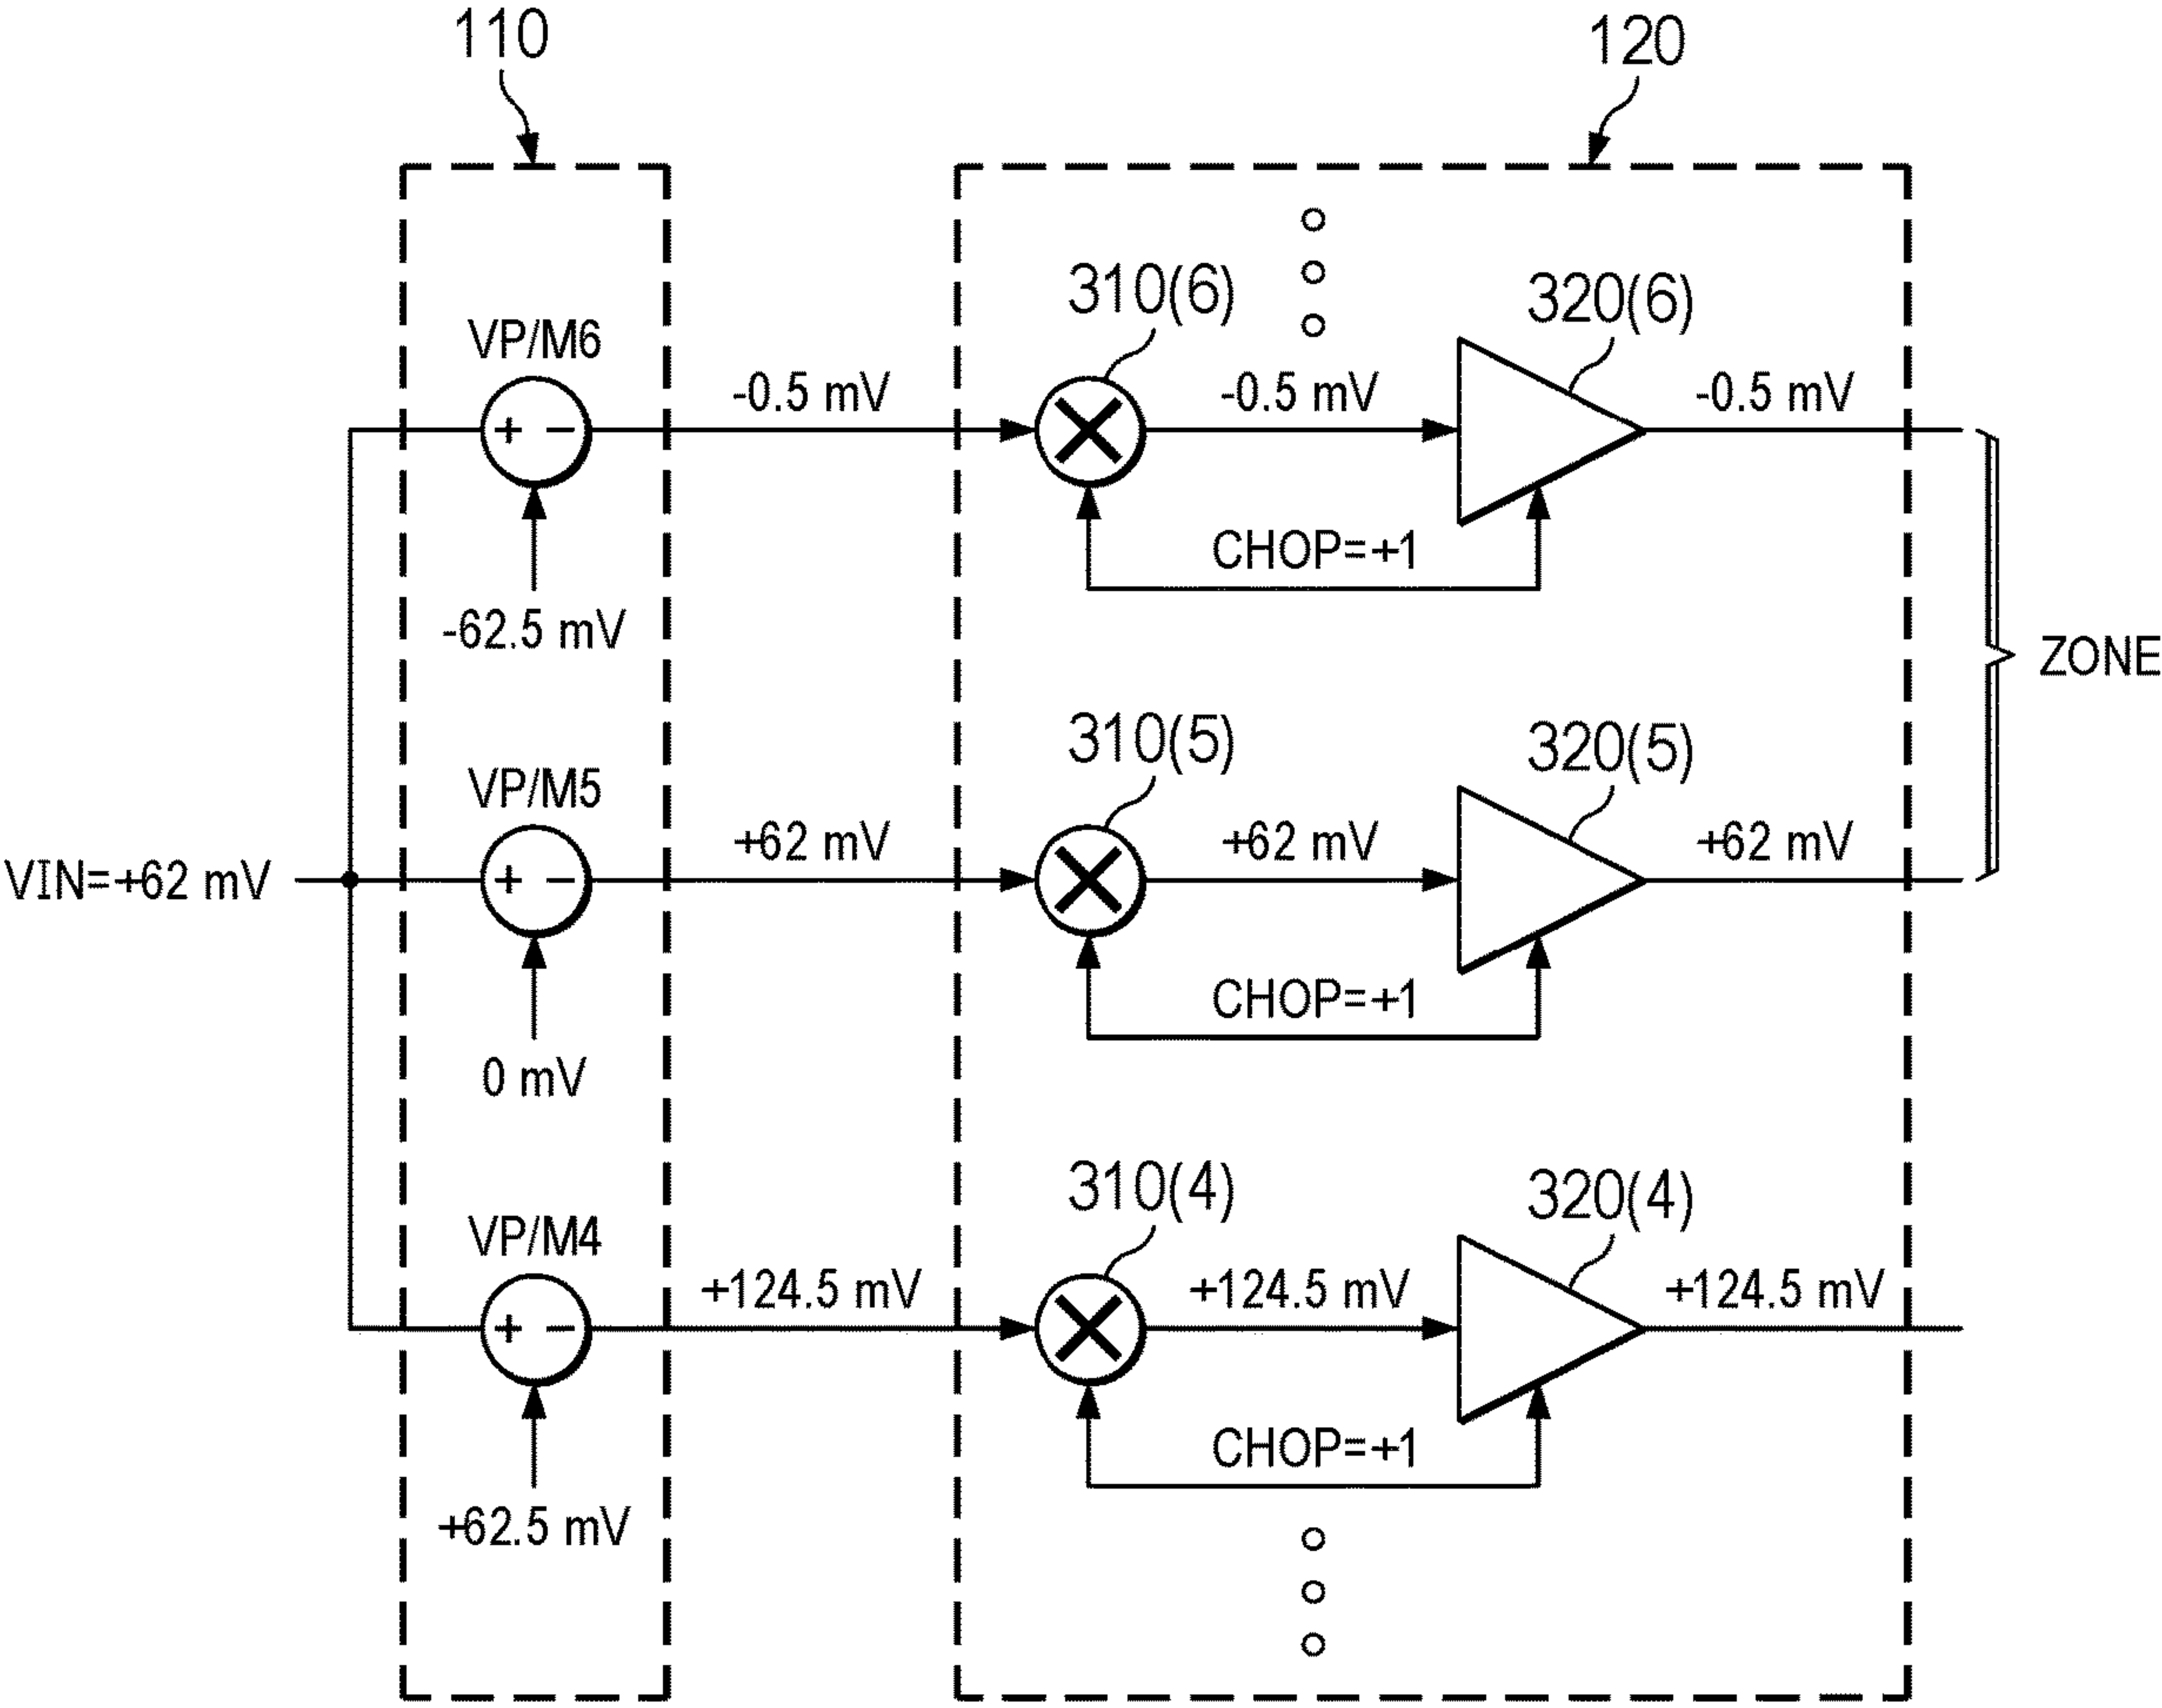 110
120
310(6)
320(6)
VP/M6
-0.5 mV
-0.5 mV
-0.5 mV
CHOP=+1
-62.5 mV
ZONE
310(5)
320(5)
VP/M5
+62 mV
+62 mV
+62 mV
VIN=+62 mV
CHOP=+1
0 mV
310(4)
320(4)
VP/M4
+124.5 mV
+124.5 mV
+124.5 mV
CHOP=+1
+62.5 mV